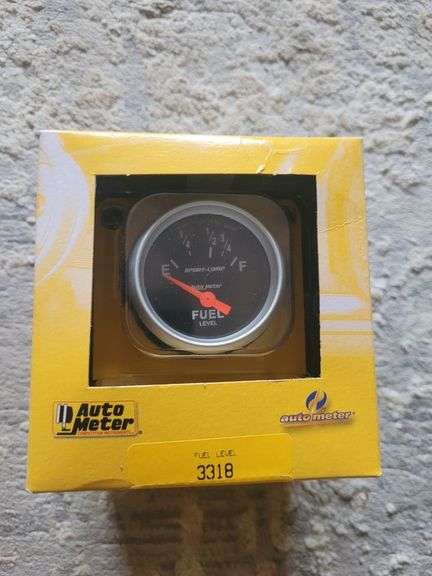 1/4 1/2 3/4
E F
SPORT-COMP
Auto Meter
FUEL
LEVEL
Auto
Meter
auto meter
FUEL LEVEL
3318